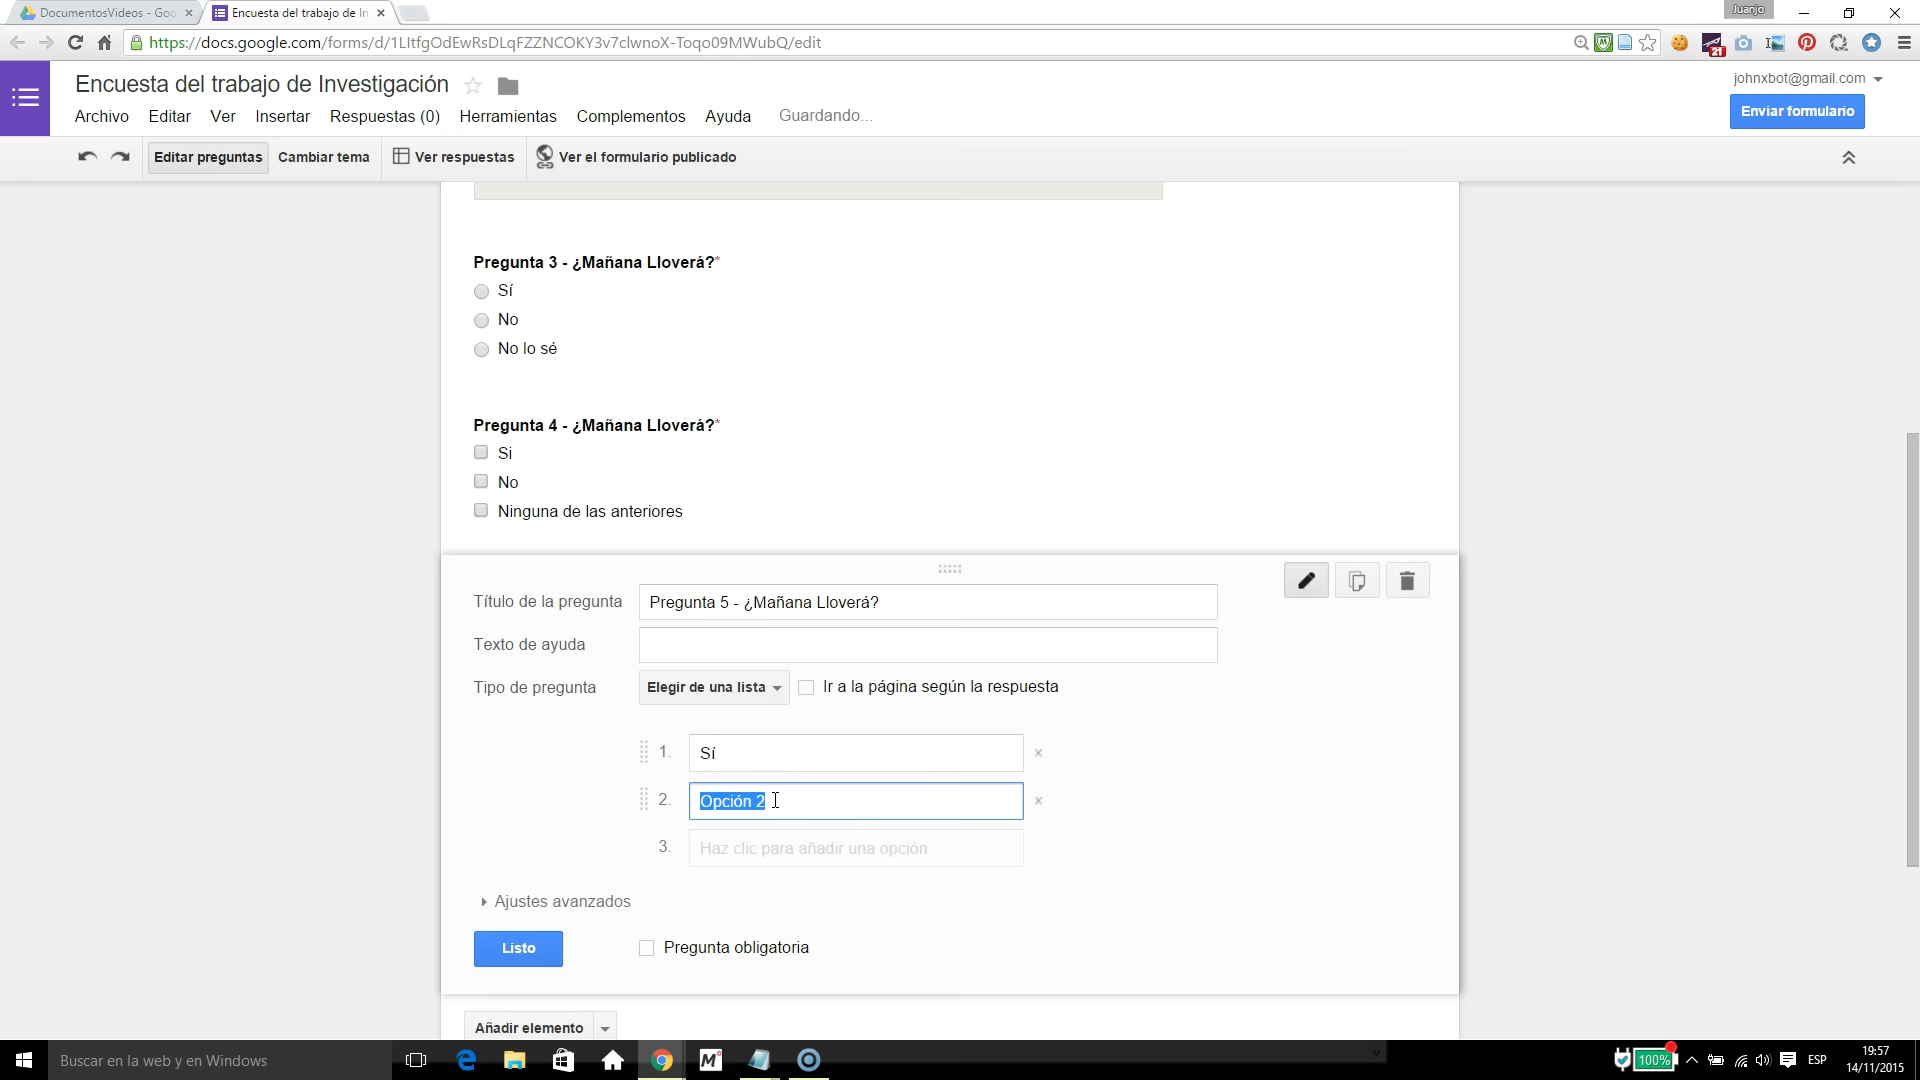 DocumentosVideos - Goo
Encuesta del trabajo de In
Juanjo
https://docs.google.com/forms/d/1LItfgOdEwRsDLqFZZNCOKY3v7clwnoX-Toqo09MWubQ/edit
21
Encuesta del trabajo de Investigación
johnxbot@gmail.com
Archivo Editar Ver Insertar Respuestas (0) Herramientas Complementos Ayuda Guardando...
Enviar formulario
Editar preguntas Cambiar tema Ver respuestas Ver el formulario publicado
Pregunta 3 - ¿Mañana Lloverá?*
Sí
No
No lo sé
Pregunta 4 - ¿Mañana Lloverá?*
Si
No
Ninguna de las anteriores
Título de la pregunta Pregunta 5 - ¿Mañana Lloverá?
Texto de ayuda
Tipo de pregunta Elegir de una lista Ir a la página según la respuesta
1. Sí
2. Opción 2
3. Haz clic para añadir una opción.
Ajustes avanzados
Listo Pregunta obligatoria
Añadir elemento
Buscar en la web y en Windows
100%
ESP
19:57
14/11/2015